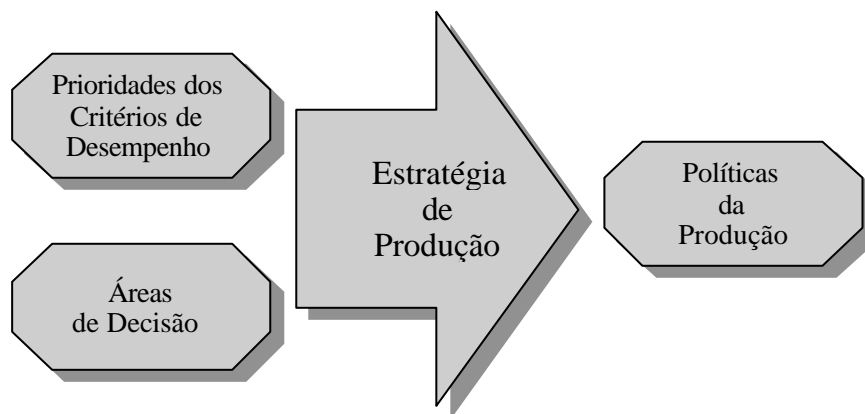 Prioridades dos
Critérios de
Desempenho
Áreas
de Decisão
Estratégia
de
Produção
Políticas
da
Produção